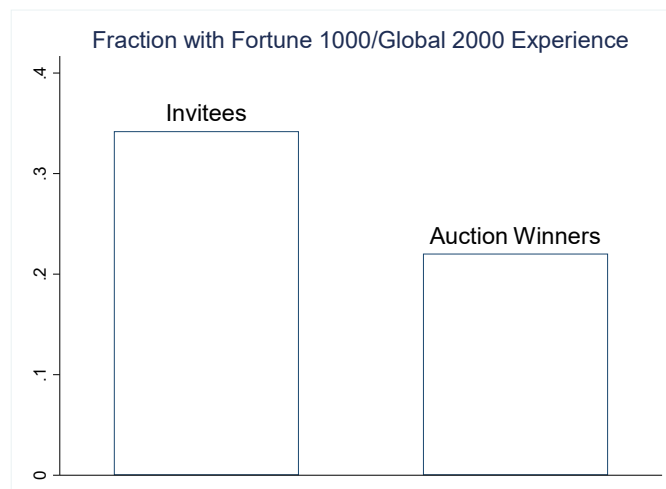 Fraction with Fortune 1000/Global 2000 Experience
.4
Invitees
.3
Auction Winners
.2
.1
0